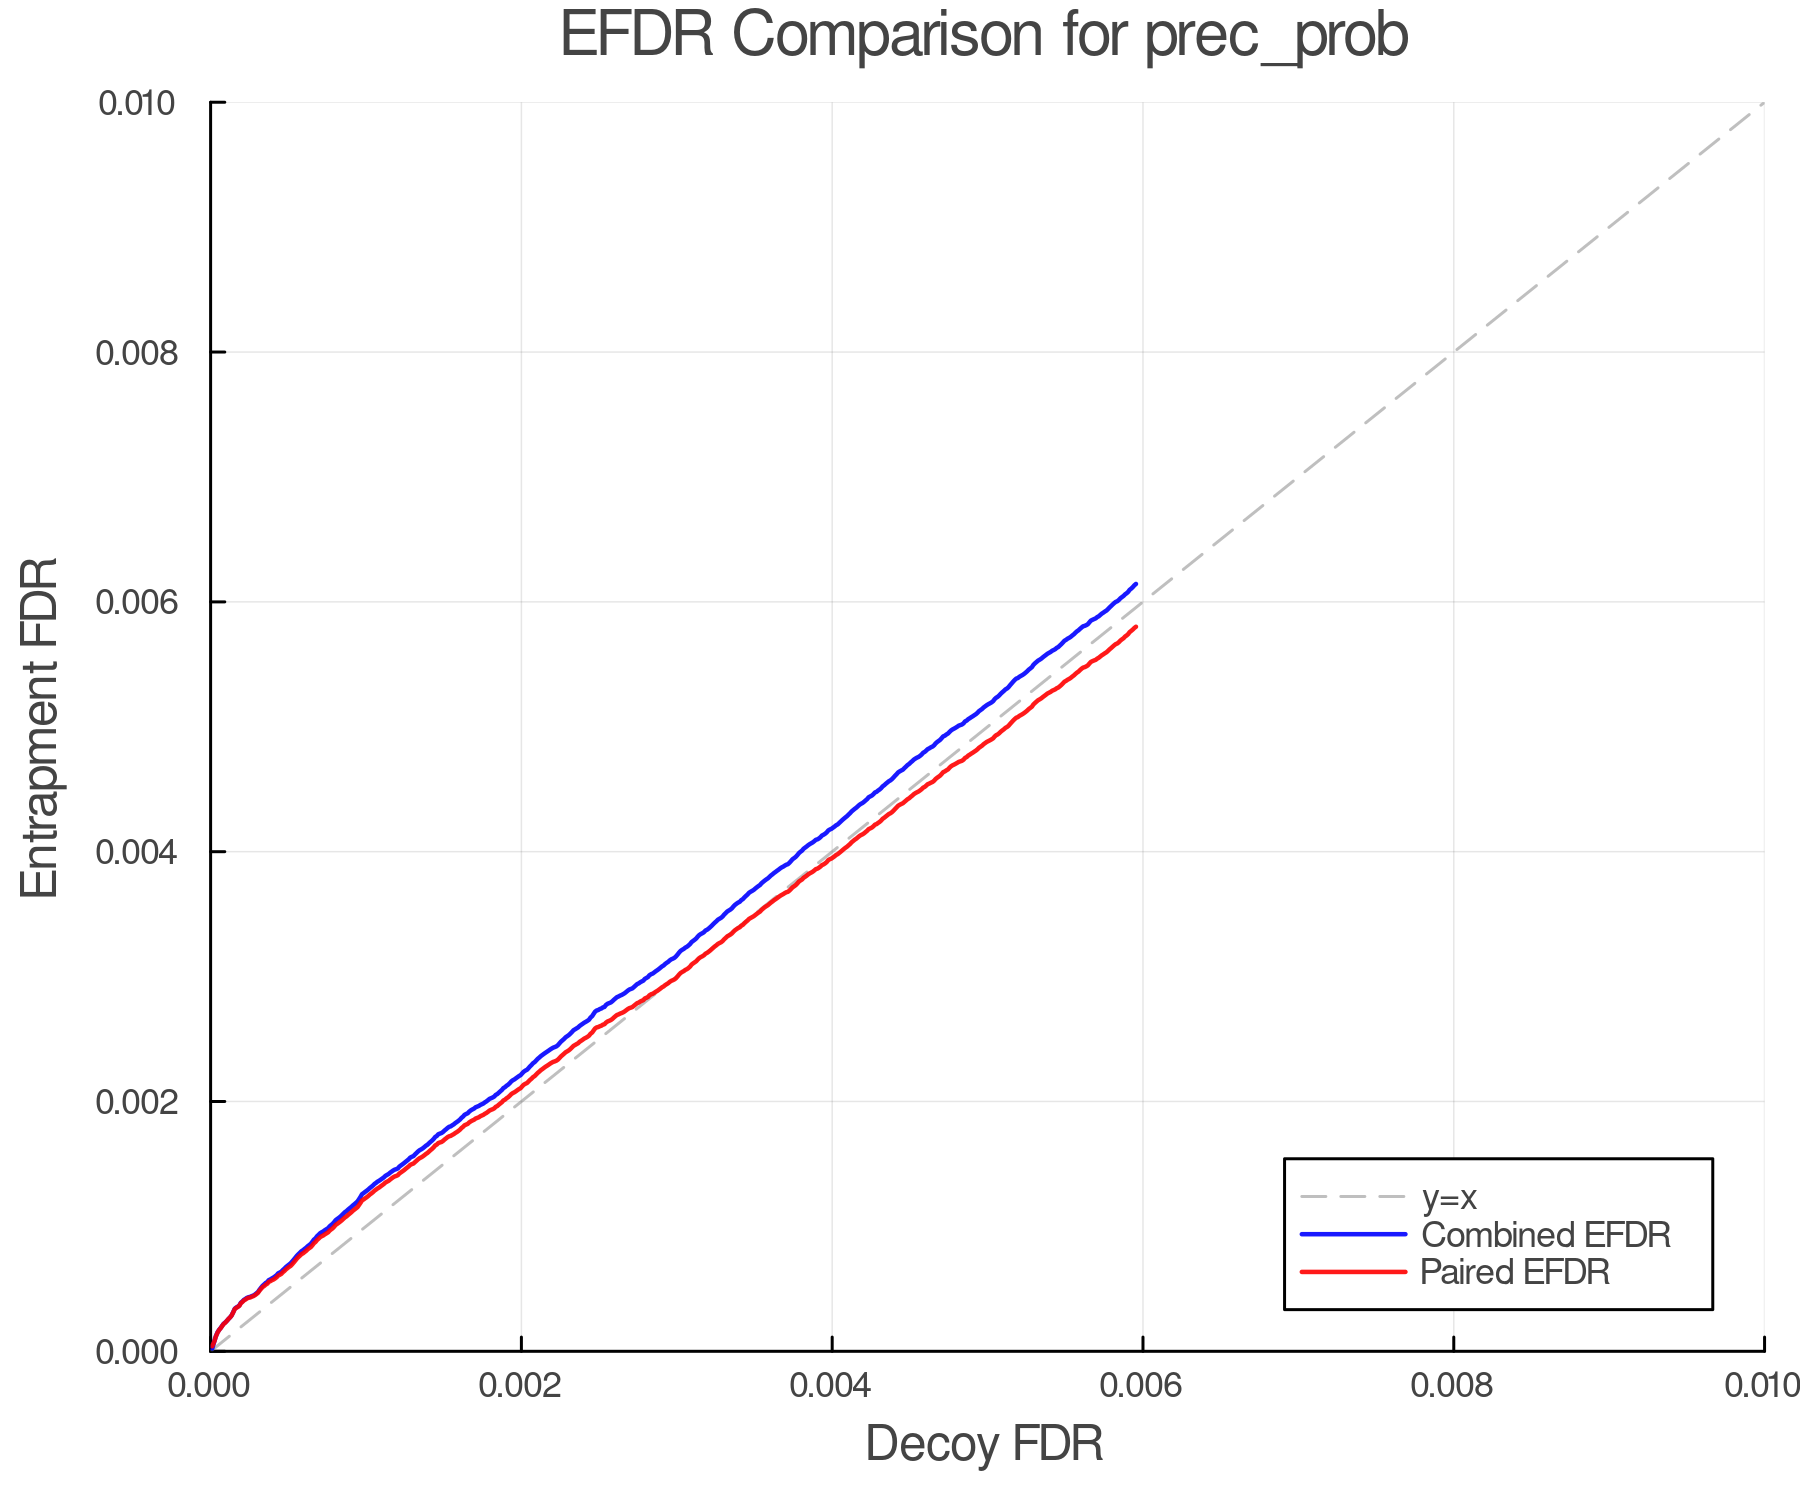 EFDR Comparison for prec_prob
0.010
0.008
0.006
0.004
0.002
0.000
Entrapment FDR
y=x
Combined EFDR
Paired EFDR
0.000 0.002 0.004 0.006 0.008 0.010
Decoy FDR